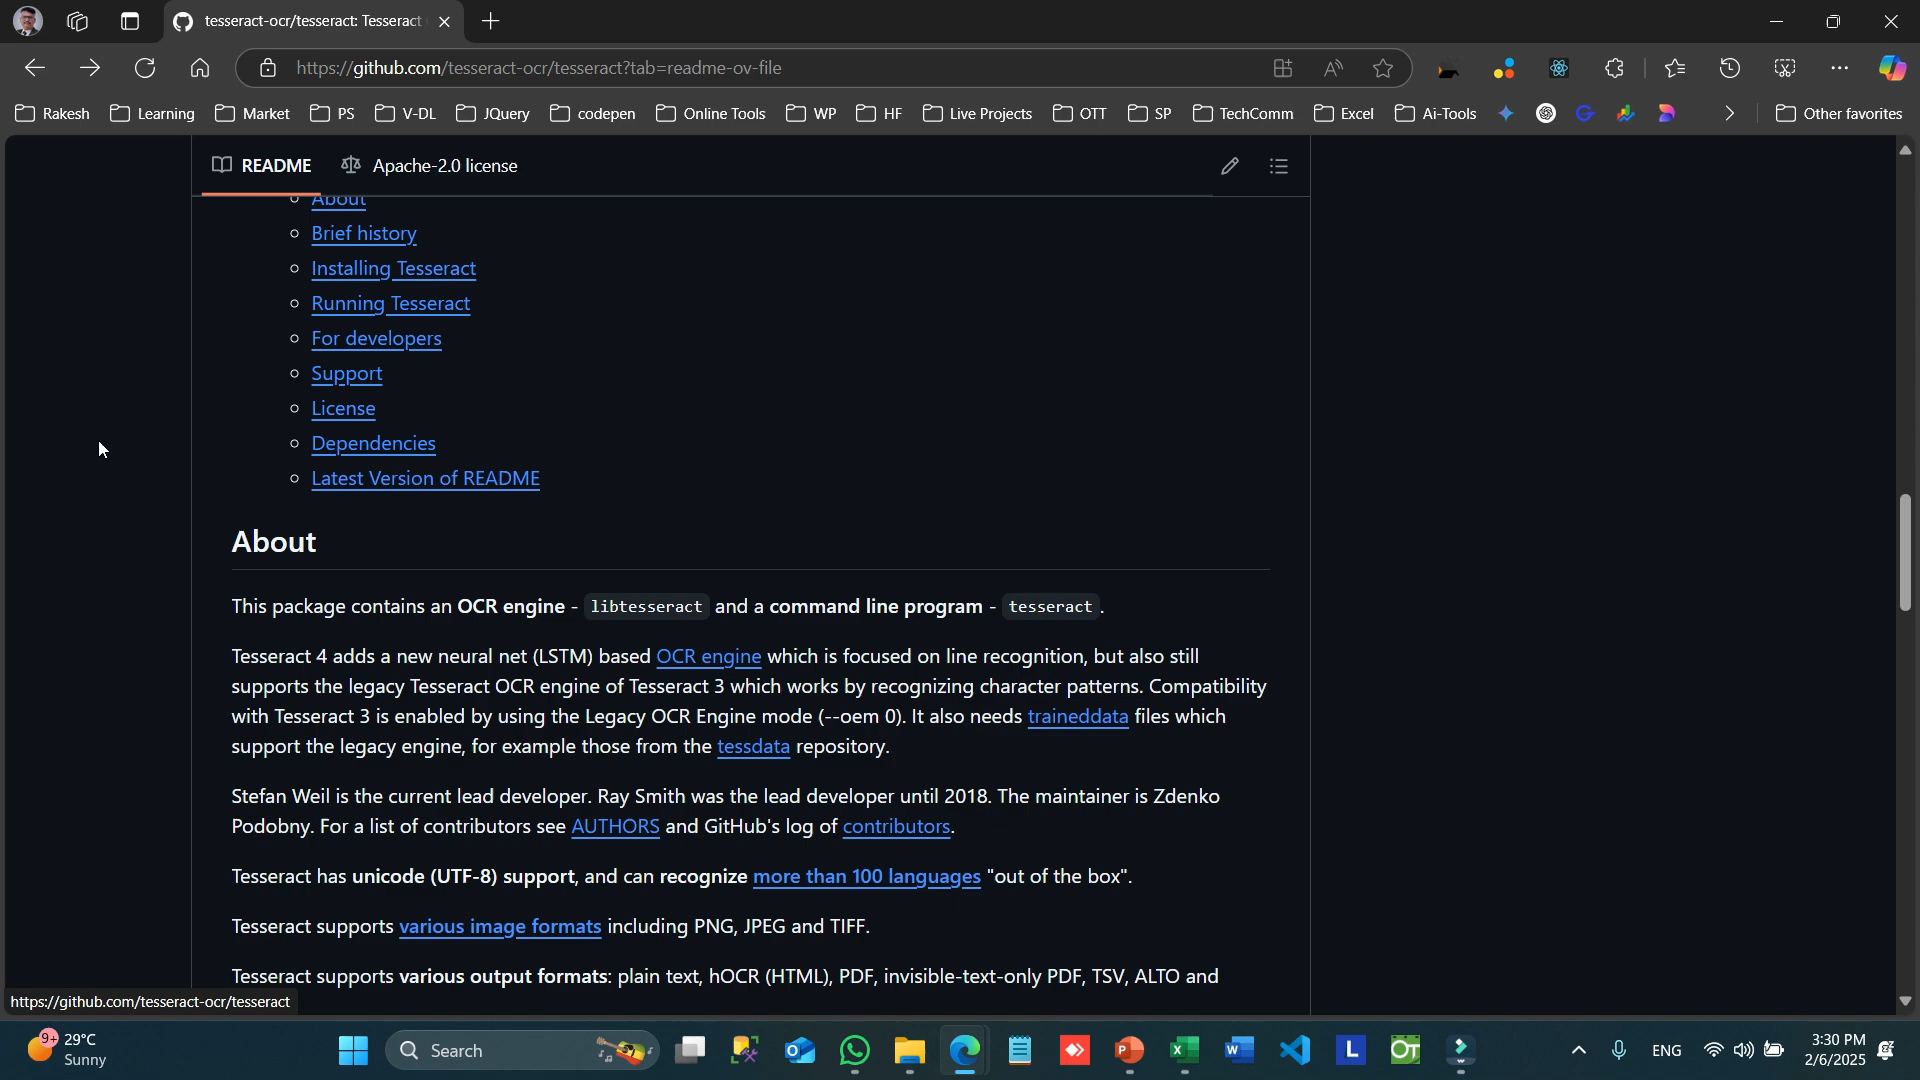 tesseract-ocr/tesseract: Tesseract
https://github.com/tesseract-ocr/tesseract?tab=readme-ov-file
Rakesh
Learning
Market
PS
V-DL
JQuery
codepen
Online Tools
WP
HF
Live Projects
OTT
SP
TechComm
Excel
Ai-Tools
Other favorites
README
Apache-2.0 license
About
Brief history
Installing Tesseract
Running Tesseract
For developers
Support
License
Dependencies
Latest Version of README
About
This package contains an OCR engine - libtesseract and a command line program - tesseract.
Tesseract 4 adds a new neural net (LSTM) based OCR engine which is focused on line recognition, but also still
supports the legacy Tesseract OCR engine of Tesseract 3 which works by recognizing character patterns. Compatibility
with Tesseract 3 is enabled by using the Legacy OCR Engine mode (--oem 0). It also needs traineddata files which
support the legacy engine, for example those from the tessdata repository.
Stefan Weil is the current lead developer. Ray Smith was the lead developer until 2018. The maintainer is Zdenko
Podobny. For a list of contributors see AUTHORS and GitHub's log of contributors.
Tesseract has unicode (UTF-8) support, and can recognize more than 100 languages "out of the box".
Tesseract supports various image formats including PNG, JPEG and TIFF.
Tesseract supports various output formats: plain text, hOCR (HTML), PDF, invisible-text-only PDF, TSV, ALTO and
https://github.com/tesseract-ocr/tesseract
9+
29°C
Sunny
Search
L
OT
ENG
3:30 PM
2/6/2025